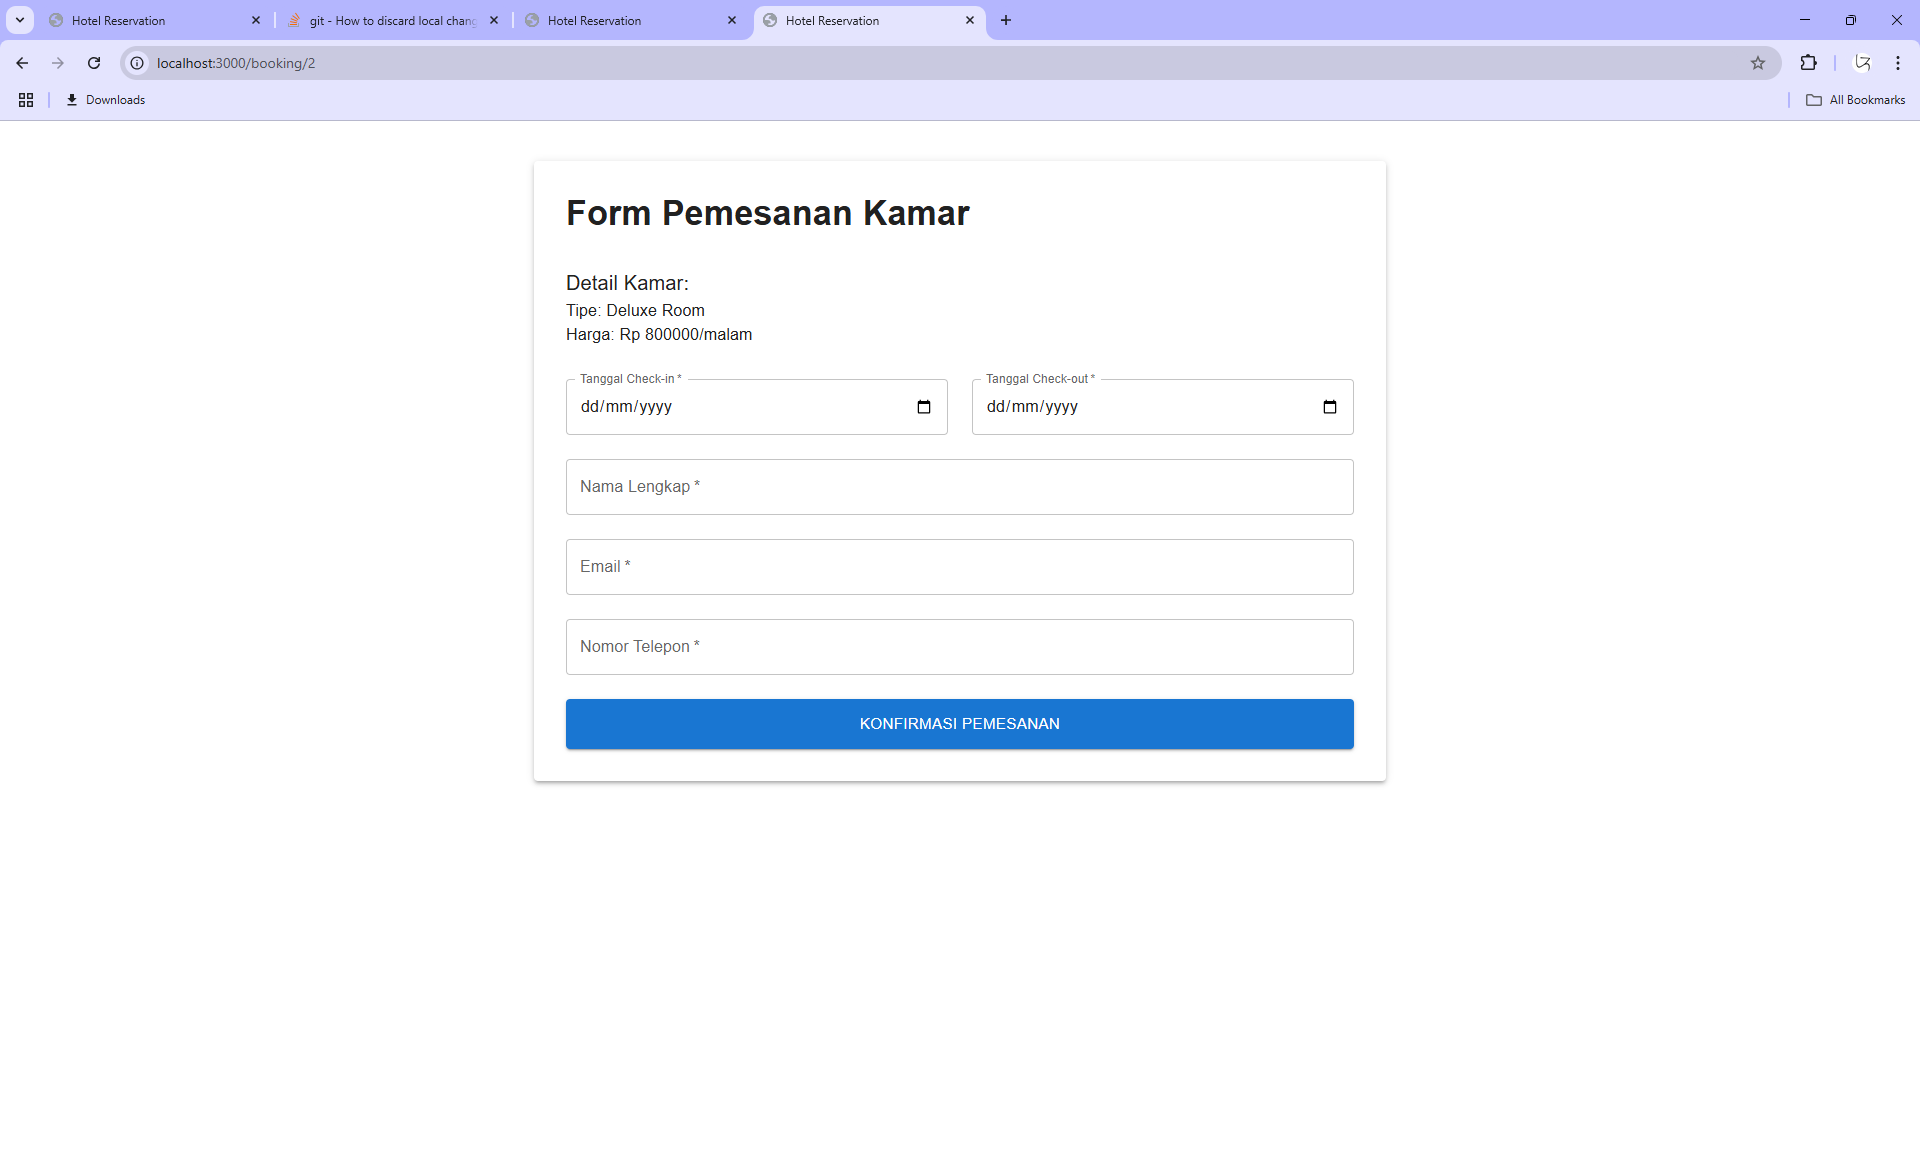 Hotel Reservation
git - How to discard local chan
Hotel Reservation
Hotel Reservation
localhost:3000/booking/2
Downloads
All Bookmarks
Form Pemesanan Kamar
Detail Kamar:
Tipe: Deluxe Room
Harga: Rp 800000/malam
Tanggal Check-in *
Tanggal Check-out *
dd/mm/yyyy
dd/mm/yyyy
Nama Lengkap *
Email *
Nomor Telepon *
KONFIRMASI PEMESANAN